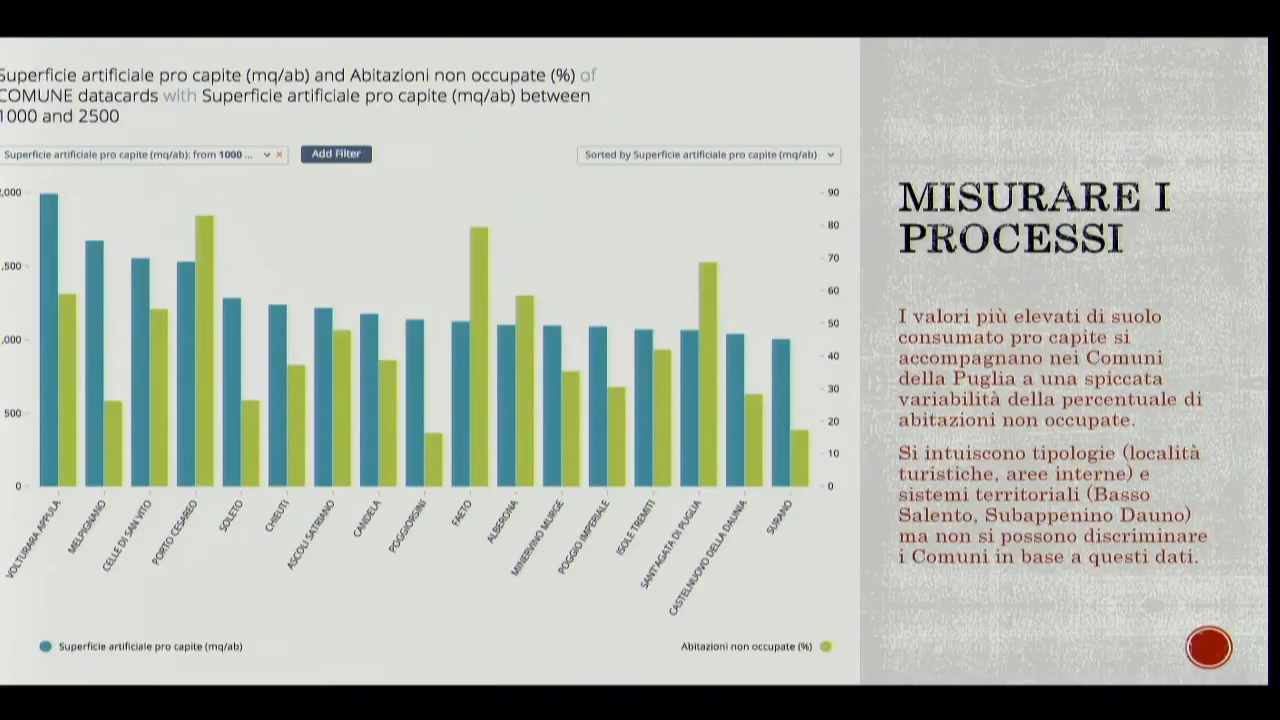 Superficie artificiale pro capite (mq/ab) and Abitazioni non occupate (%) of
COMUNE datacards with Superficie artificiale pro capite (mq/ab) between
1000 and 2500
Superficie artificiale pro capite (mq/ab): from 1000 ...
Add Filter
Sorted by Superficie artificiale pro capite (mq/ab)
,000
,500
,000
500
0
90
80
70
60
50
40
30
20
10
0
VOLTURARA APPULA
MELPIGNANO
CELLE DI SAN VITO
PORTO CESAREO
SOLETO
CHIEUTI
ASCOLI SATRIANO
CANDELA
POGGIORSINI
FAETO
ALBERONA
MINERVINO MURGE
POGGIO IMPERIALE
ISOLE TREMITI
SANT'AGATA DI PUGLIA
CASTELNUOVO DELLA DAUNIA
SURANO
Superficie artificiale pro capite (mq/ab)
Abitazioni non occupate (%)
MISURARE I
PROCESSI
I valori più elevati di suolo
consumato pro capite si
accompagnano nei Comuni
della Puglia a una spiccata
variabilità della percentuale di
abitazioni non occupate.
Si intuiscono tipologie (località
turistiche, aree interne) e
sistemi territoriali (Basso
Salento, Subappenino Dauno)
ma non si possono discriminare
i Comuni in base a questi dati.